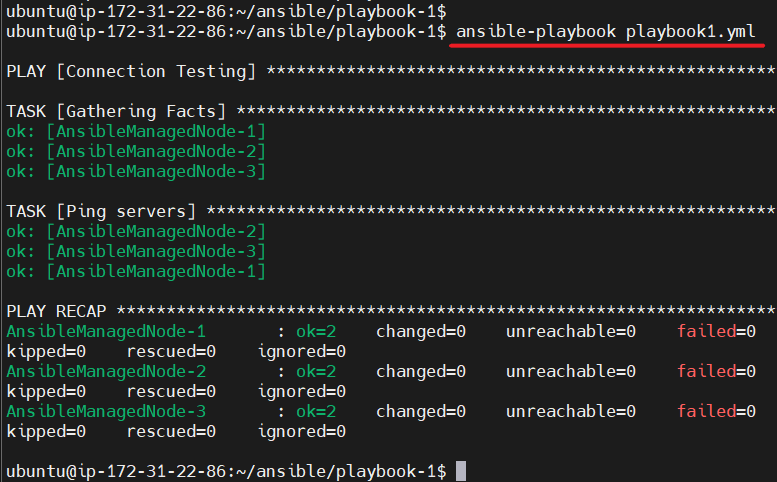 ubuntu@ip-172-31-22-86:~/ansible/playbook-1$
ubuntu@ip-172-31-22-86:~/ansible/playbook-1$ ansible-playbook playbook1.yml
PLAY [Connection Testing] ***************************************************
TASK [Gathering Facts] ******************************************************
ok: [AnsibleManagedNode-1]
ok: [AnsibleManagedNode-2]
ok: [AnsibleManagedNode-3]
TASK [Ping servers] *********************************************************
ok: [AnsibleManagedNode-2]
ok: [AnsibleManagedNode-3]
ok: [AnsibleManagedNode-1]
PLAY RECAP ******************************************************************
AnsibleManagedNode-1       : ok=2    changed=0    unreachable=0    failed=0
kipped=0    rescued=0    ignored=0
AnsibleManagedNode-2       : ok=2    changed=0    unreachable=0    failed=0
kipped=0    rescued=0    ignored=0
AnsibleManagedNode-3       : ok=2    changed=0    unreachable=0    failed=0
kipped=0    rescued=0    ignored=0
ubuntu@ip-172-31-22-86:~/ansible/playbook-1$